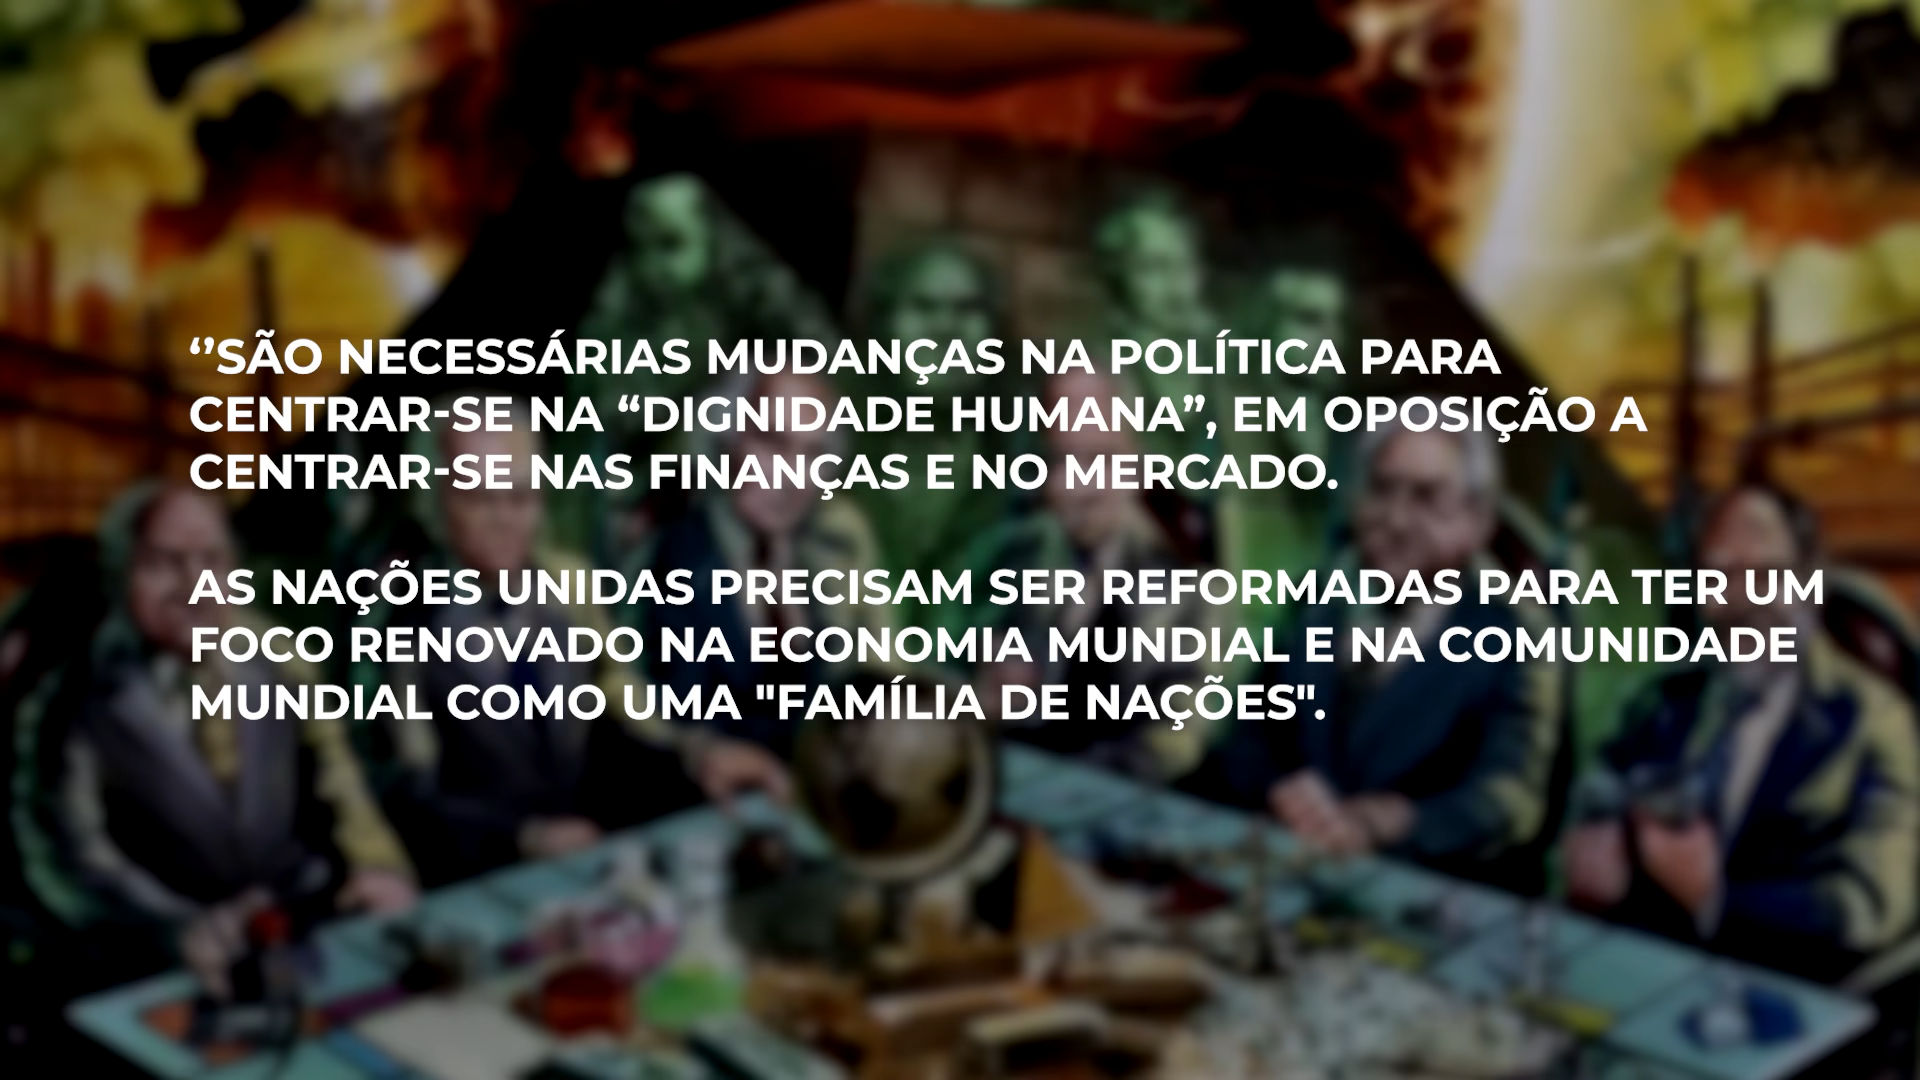 ‘’SÃO NECESSÁRIAS MUDANÇAS NA POLÍTICA PARA
CENTRAR-SE NA “DIGNIDADE HUMANA”, EM OPOSIÇÃO A
CENTRAR-SE NAS FINANÇAS E NO MERCADO.
AS NAÇÕES UNIDAS PRECISAM SER REFORMADAS PARA TER UM
FOCO RENOVADO NA ECONOMIA MUNDIAL E NA COMUNIDADE
MUNDIAL COMO UMA "FAMÍLIA DE NAÇÕES".